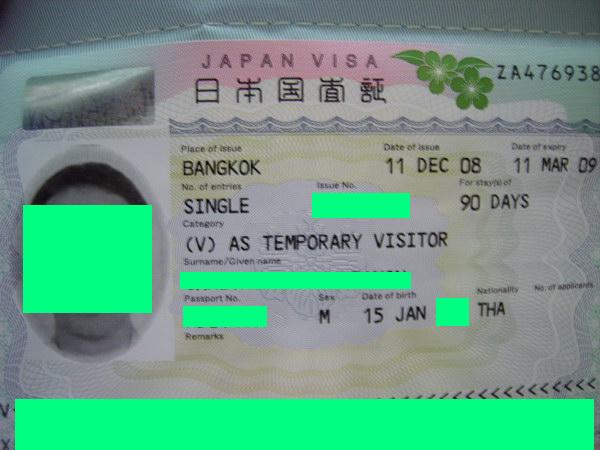 JAPAN VISA
日本国査証
ZA476938
Place of issue Date of issue Date of expiry
BANGKOK 11 DEC 08 11 MAR 09
No. of entries Issue No. For stay(s) of
SINGLE 90 DAYS
Category
(V) AS TEMPORARY VISITOR
Surname/Given name
Passport No. Sex Date of birth Nationality No. of applicants
M 15 JAN THA
Remarks
<<<<<<<<<<
V
X